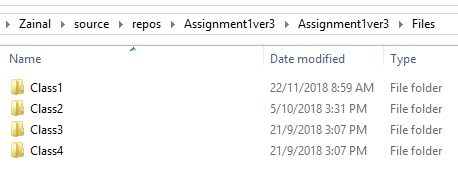 Zainal > source > repos > Assignment1ver3 > Assignment1ver3 > Files
Name Date modified Type
Class1 22/11/2018 8:59 AM File folder
Class2 5/10/2018 3:31 PM File folder
Class3 21/9/2018 3:07 PM File folder
Class4 21/9/2018 3:07 PM File folder